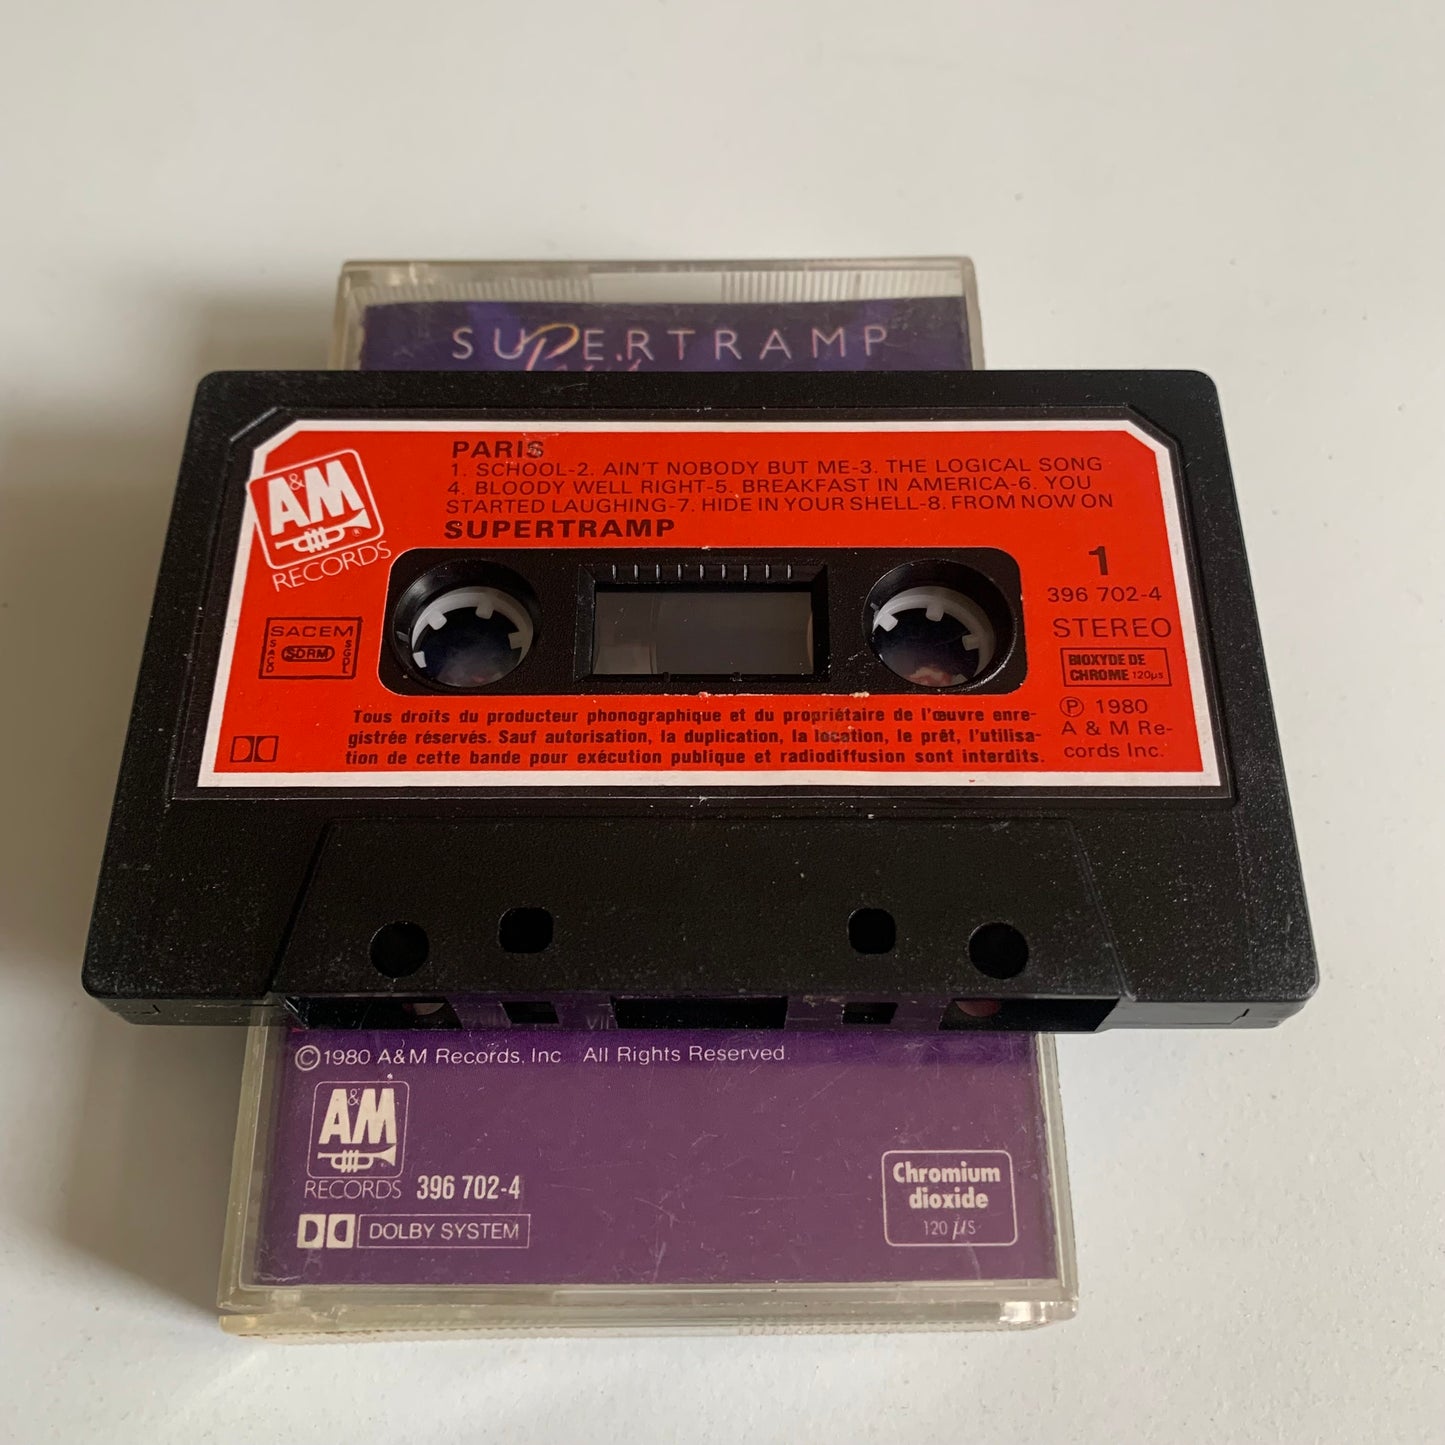 SUPERTRAMP
Paris
PARIS
1. SCHOOL-2. AIN'T NOBODY BUT ME-3. THE LOGICAL SONG
4. BLOODY WELL RIGHT-5. BREAKFAST IN AMERICA-6. YOU
STARTED LAUGHING-7. HIDE IN YOUR SHELL-8. FROM NOW ON
SUPERTRAMP
A&M
®
RECORDS
1
396 702-4
STEREO
SACEM
SACD
SDRM
SGDL
BIOXYDE DE
CHROME 120µs
Ⓟ 1980
A & M Re-
cords Inc.
Tous droits du producteur phonographique et du propriétaire de l'œuvre enre-
gistrée réservés. Sauf autorisation, la duplication, la location, le prêt, l'utilisa-
tion de cette bande pour exécution publique et radiodiffusion sont interdits.
©1980 A&M Records, Inc All Rights Reserved.
A&M
®
RECORDS 396 702-4
DOLBY SYSTEM
Chromium
dioxide
120 µs